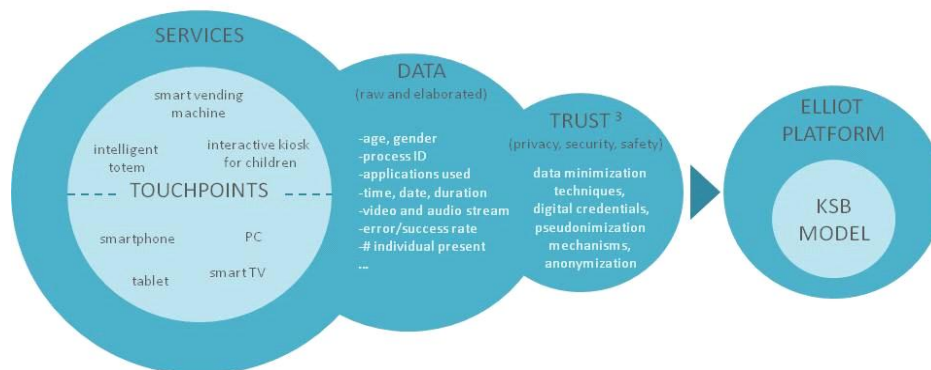 SERVICES
smart vending
machine
intelligent
totem
interactive kiosk
for children
TOUCHPOINTS
smartphone
PC
tablet
smart TV
DATA
(raw and elaborated)
-age, gender
-process ID
-applications used
-time, date, duration
-video and audio stream
-error/success rate
-# individual present
...
TRUST 3
(privacy, security, safety)
data minimization
techniques,
digital credentials,
pseudonimization
mechanisms,
anonymization
ELLIOT
PLATFORM
KSB
MODEL